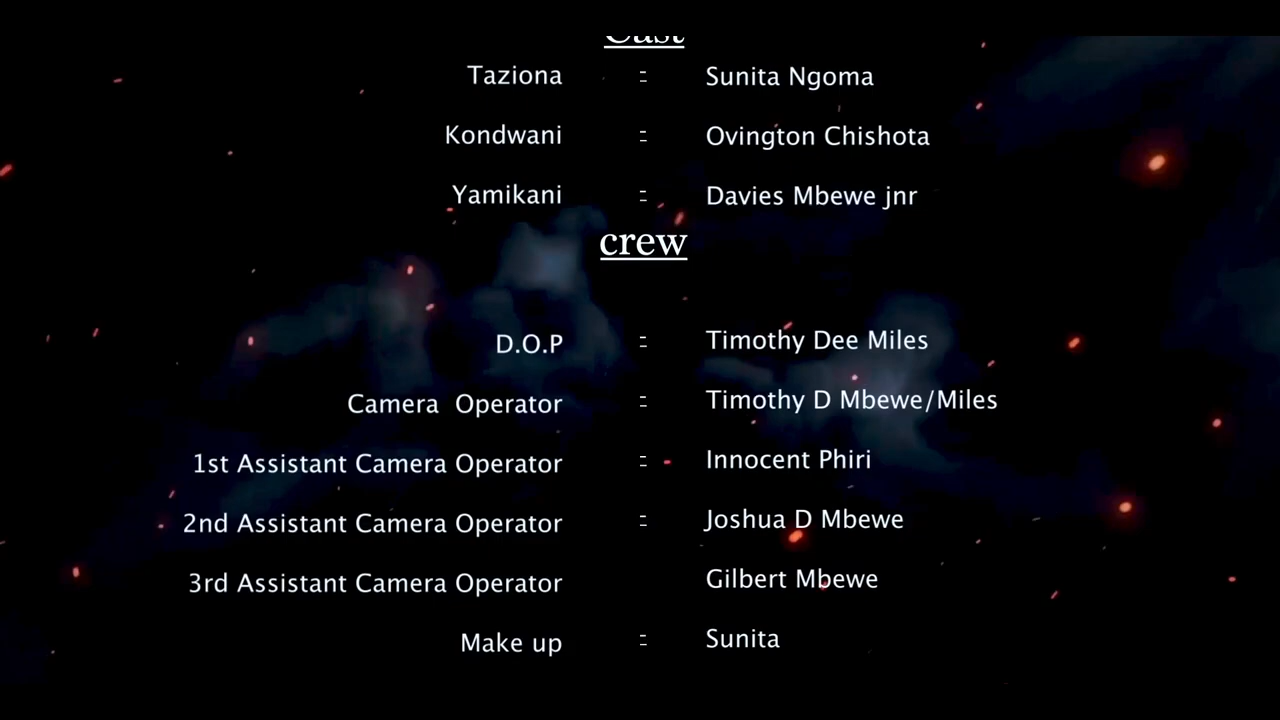 Cast
Taziona : Sunita Ngoma
Kondwani : Ovington Chishota
Yamikani : Davies Mbewe jnr
crew
D.O.P : Timothy Dee Miles
Camera Operator : Timothy D Mbewe/Miles
1st Assistant Camera Operator : Innocent Phiri
2nd Assistant Camera Operator : Joshua D Mbewe
3rd Assistant Camera Operator Gilbert Mbewe
Make up : Sunita